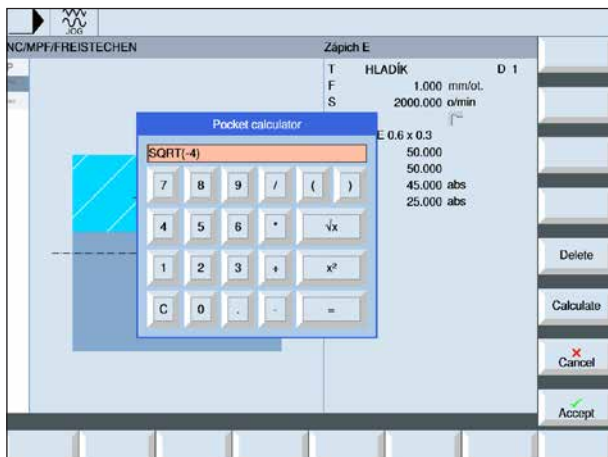 JOG
NC/MPF/FREISTECHEN
Zápich E
T HLADÍK D 1
F 1.000 mm/ot.
S 2000.000 o/min
E 0.6 x 0.3
50.000
50.000
45.000 abs
25.000 abs
Pocket calculator
SQRT(-4)
7 8 9 / ( )
4 5 6 * √x
1 2 3 + x²
C 0 . - =
Delete
Calculate
Cancel
Accept